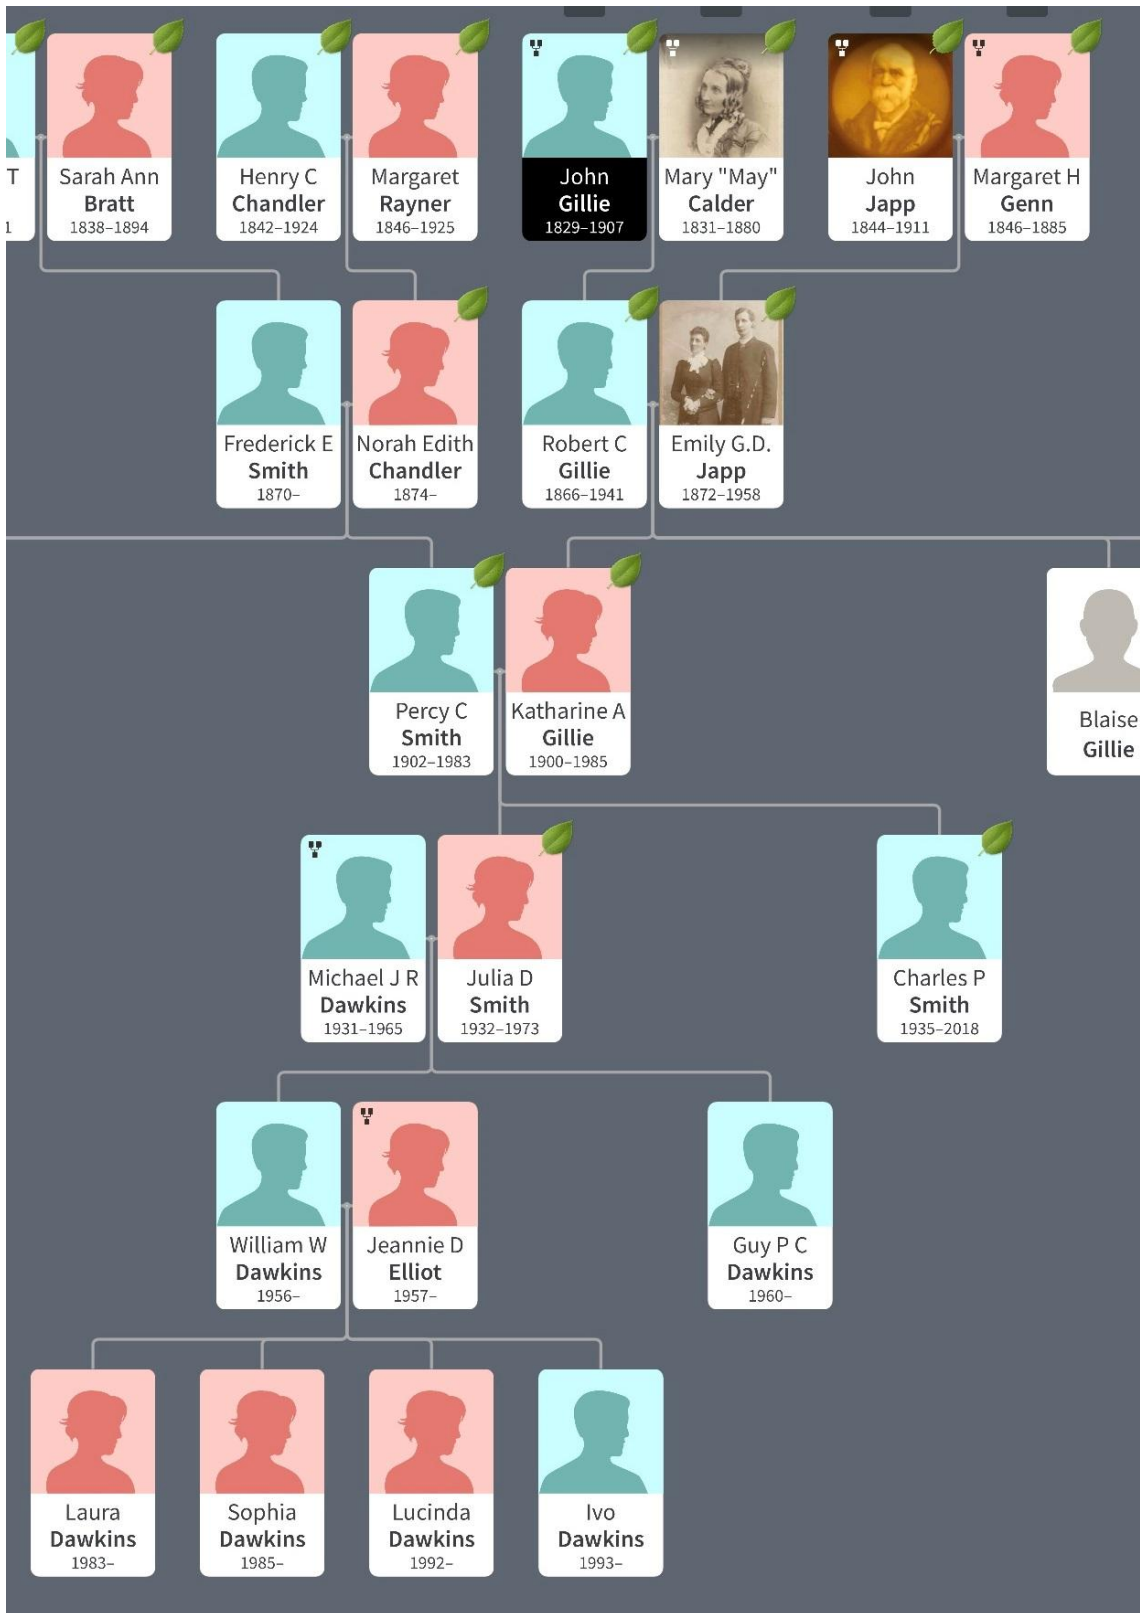 T
1
Sarah Ann
Bratt
1838–1894
Henry C
Chandler
1842–1924
Margaret
Rayner
1846–1925
John
Gillie
1829–1907
Mary "May"
Calder
1831–1880
John
Japp
1844–1911
Margaret H
Genn
1846–1885
Frederick E
Smith
1870–
Norah Edith
Chandler
1874–
Robert C
Gillie
1866–1941
Emily G.D.
Japp
1872–1958
Percy C
Smith
1902–1983
Katharine A
Gillie
1900–1985
Blaise
Gillie
Michael J R
Dawkins
1931–1965
Julia D
Smith
1932–1973
Charles P
Smith
1935–2018
William W
Dawkins
1956–
Jeannie D
Elliot
1957–
Guy P C
Dawkins
1960–
Laura
Dawkins
1983–
Sophia
Dawkins
1985–
Lucinda
Dawkins
1992–
Ivo
Dawkins
1993–